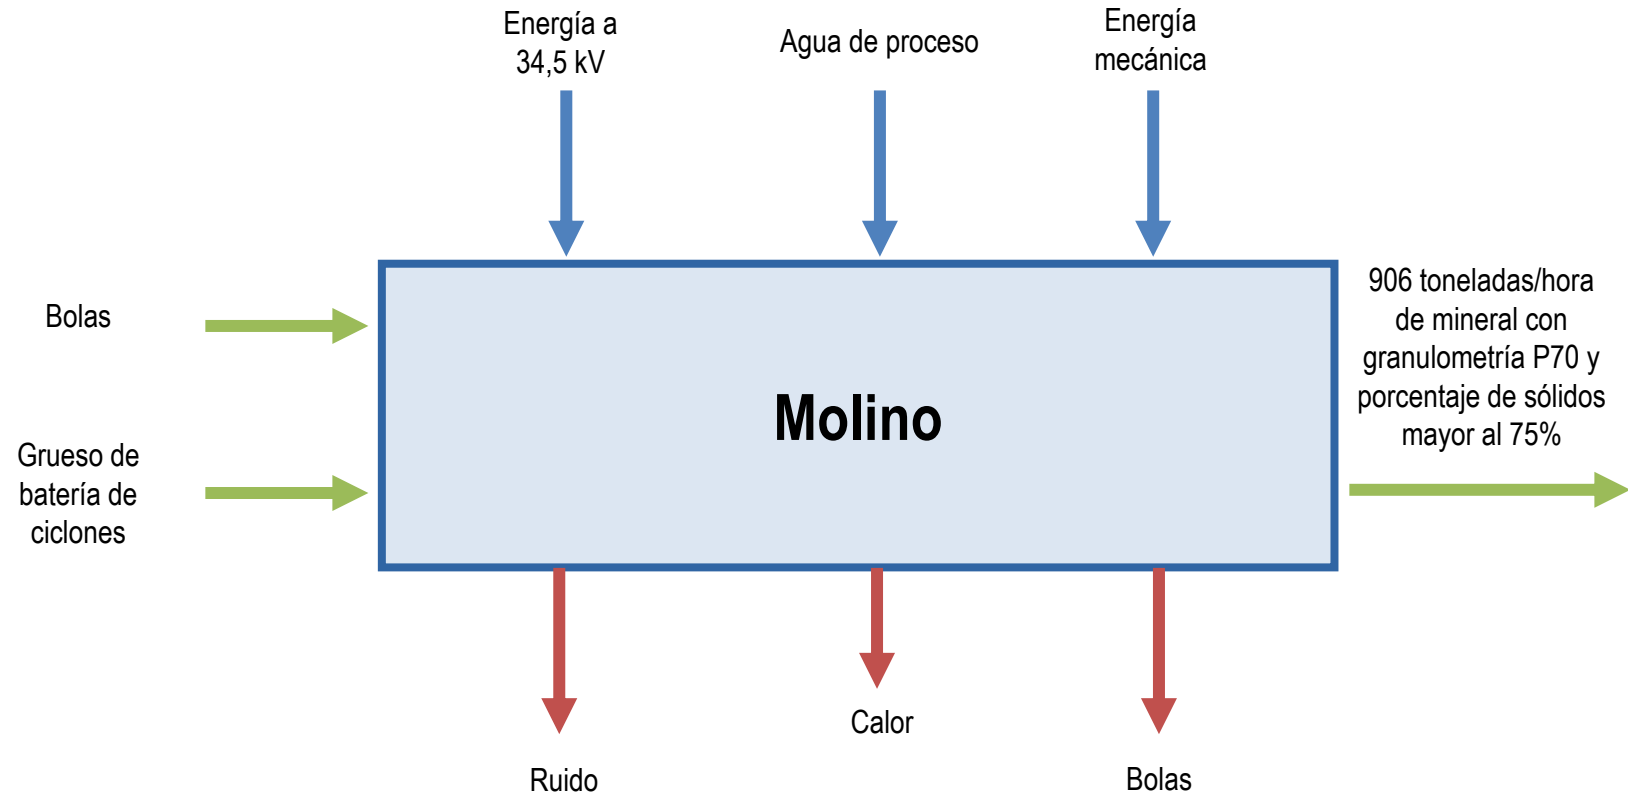 Energía a
34,5 kV
Agua de proceso
Energía
mecánica
Bolas
Grueso de
batería de
ciclones
Molino
906 toneladas/hora
de mineral con
granulometría P70 y
porcentaje de sólidos
mayor al 75%
Ruido
Calor
Bolas